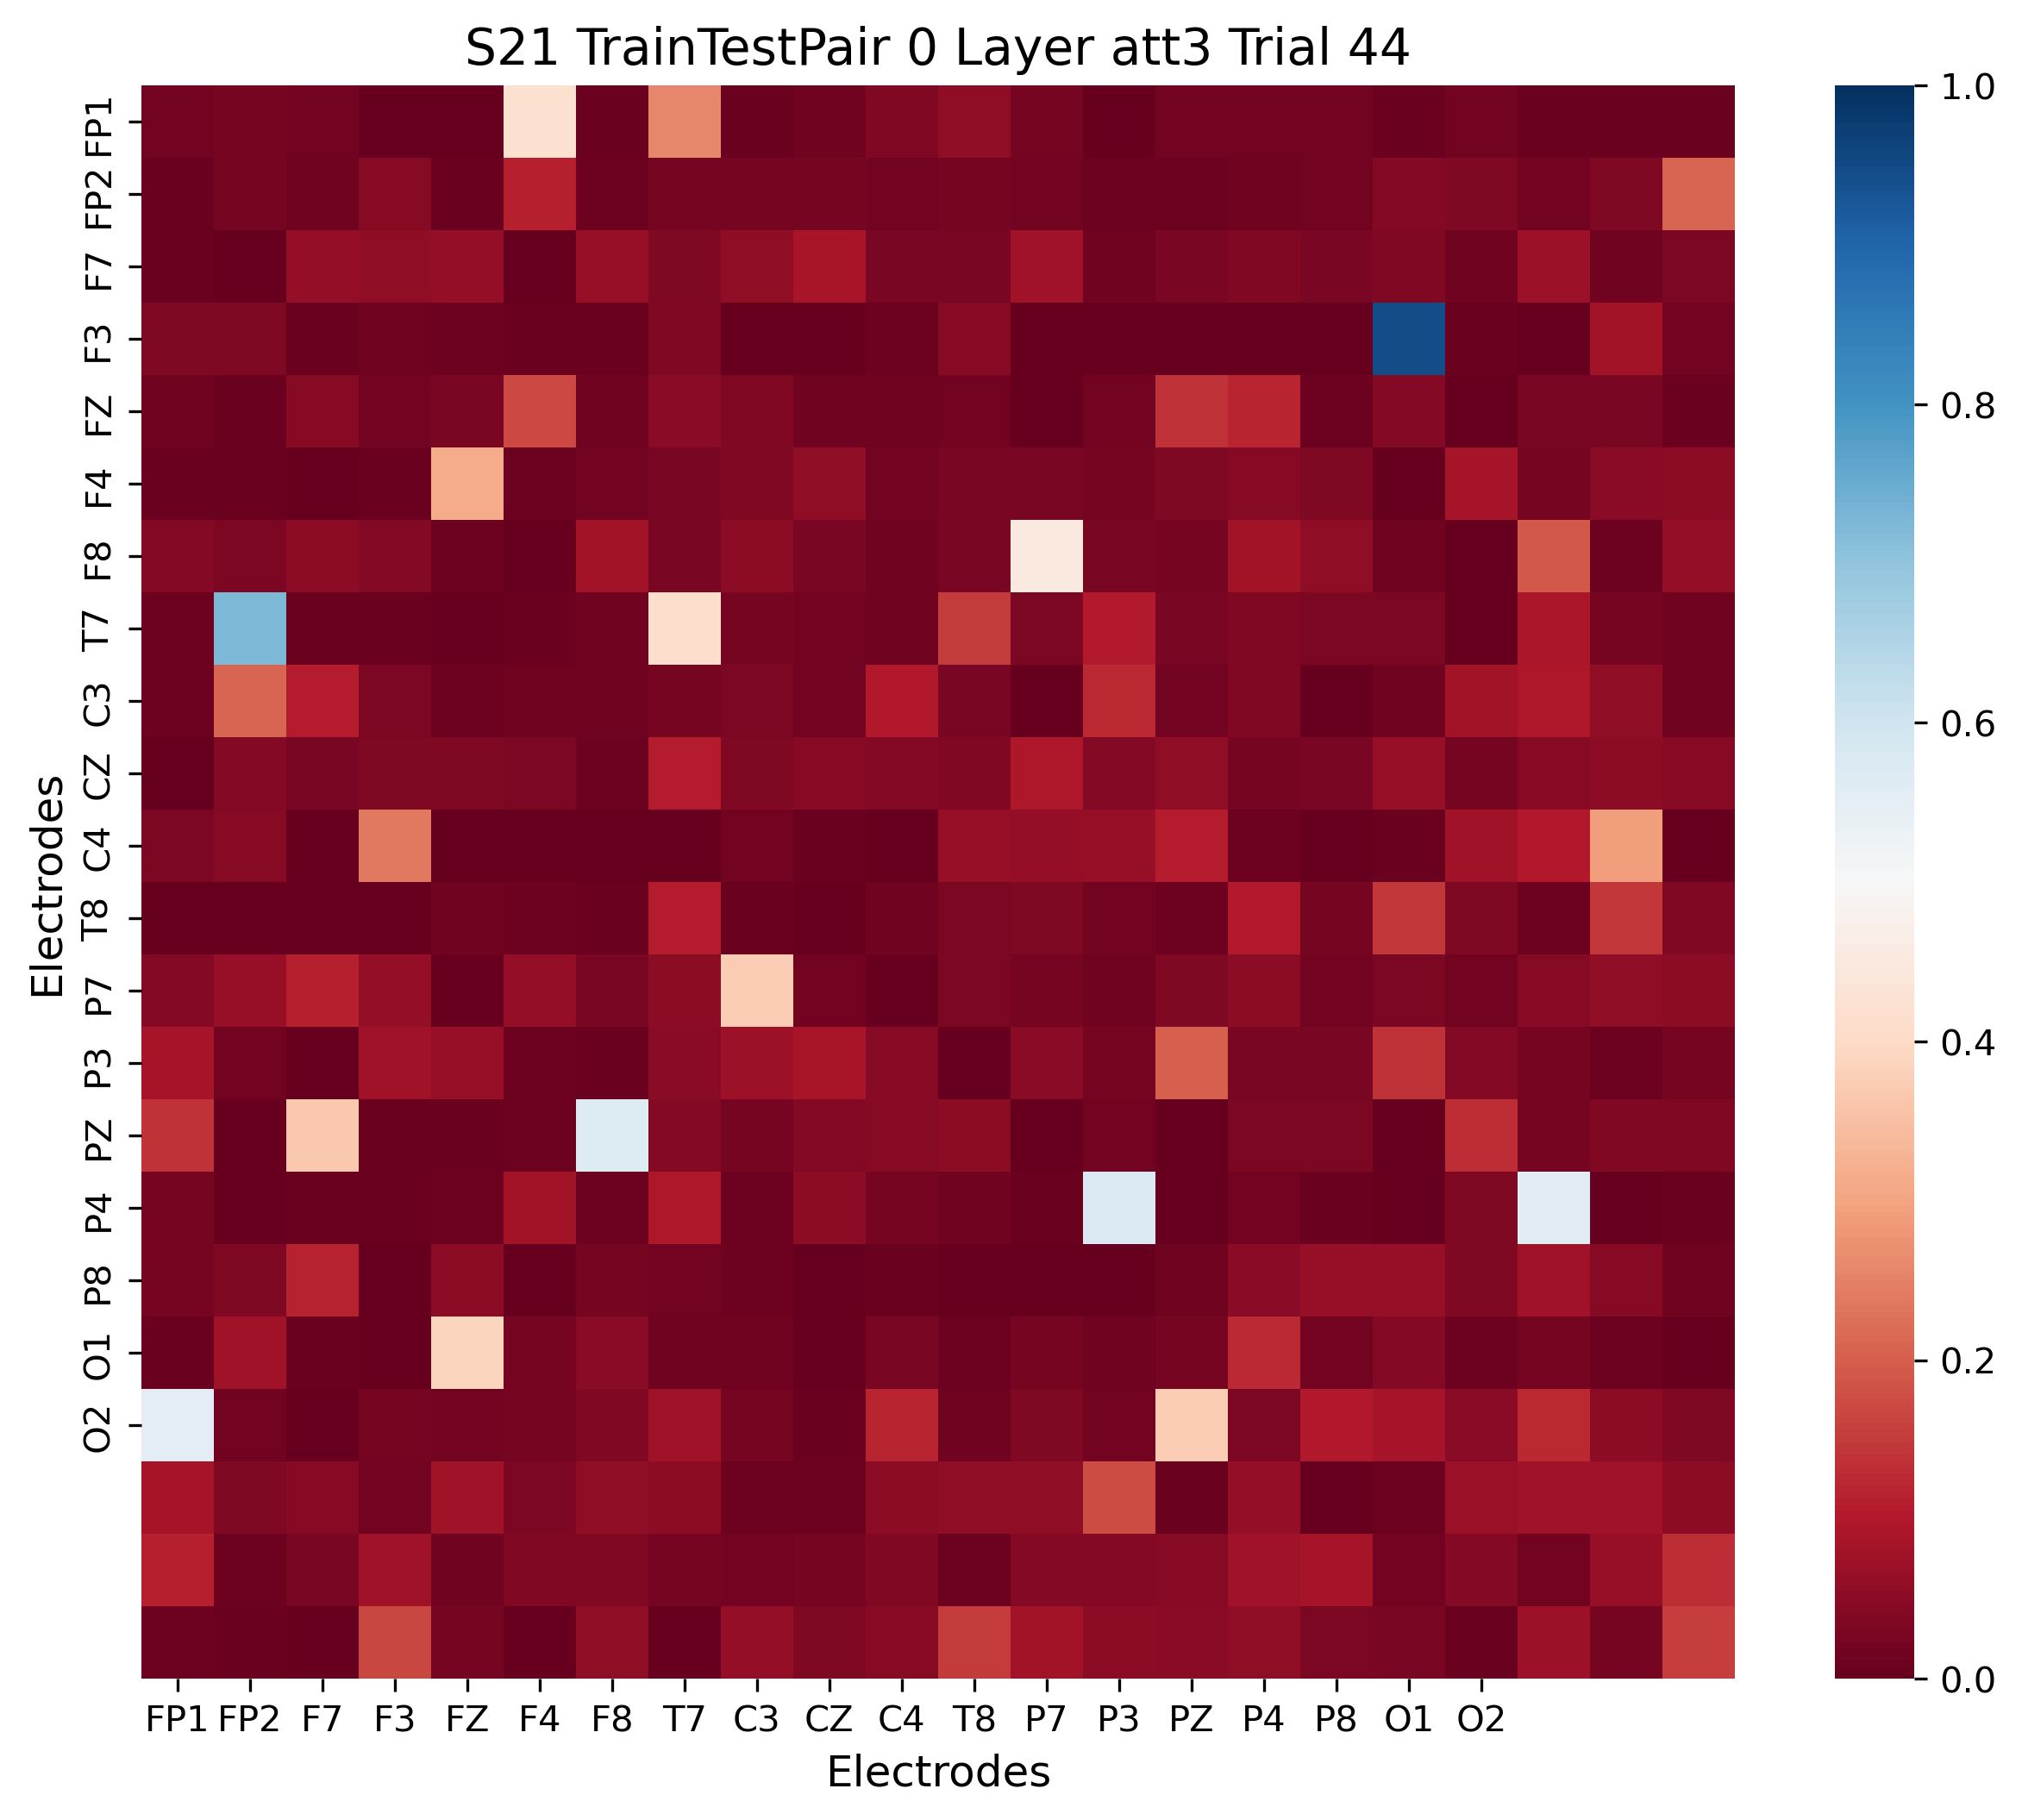 S21 TrainTestPair 0 Layer att3 Trial 44
Electrodes
FP1
FP2
F7
F3
FZ
F4
F8
T7
C3
CZ
C4
T8
P7
P3
PZ
P4
P8
O1
O2
FP1 FP2 F7 F3 FZ F4 F8 T7 C3 CZ C4 T8 P7 P3 PZ P4 P8 O1 O2
Electrodes
1.0
0.8
0.6
0.4
0.2
0.0